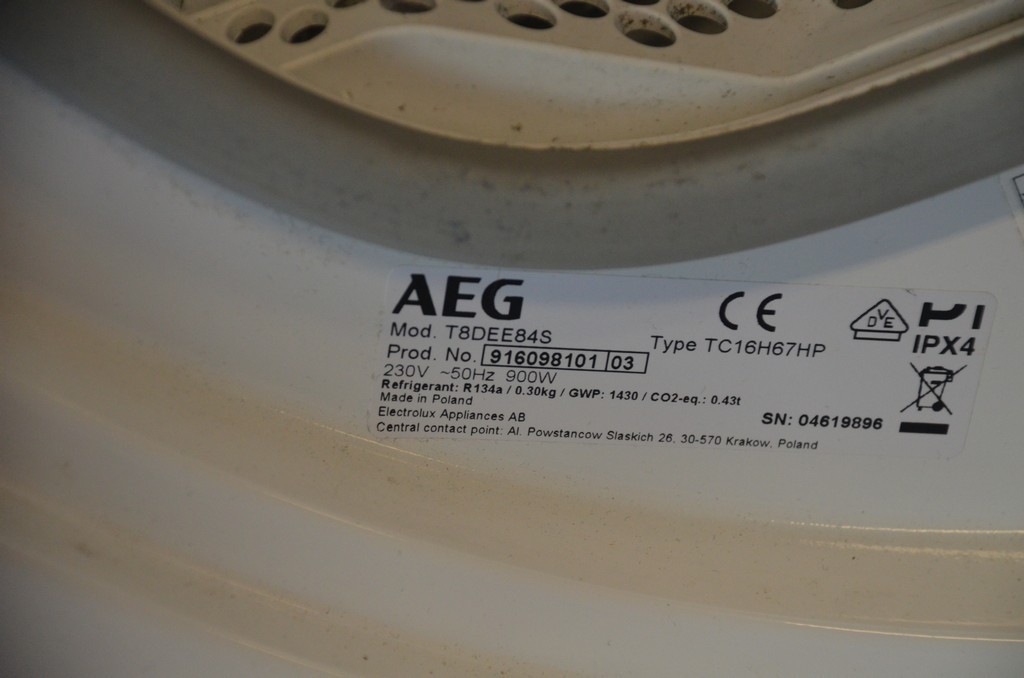 AEG
Mod. T8DEE84S
Type TC16H67HP
Prod. No. 916098101 03
230V ~50Hz 900W
Refrigerant: R134a / 0.30kg / GWP: 1430 / CO2-eq.: 0.43t
Made in Poland
Electrolux Appliances AB
Central contact point: Al. Powstancow Slaskich 26, 30-570 Krakow, Poland
SN: 04619896
CE
DVE
IPX4